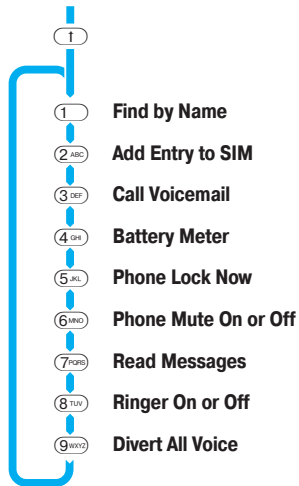 ↑
1 Find by Name
2 ABC Add Entry to SIM
3 DEF Call Voicemail
4 GHI Battery Meter
5 JKL Phone Lock Now
6 MNO Phone Mute On or Off
7 PQRS Read Messages
8 TUV Ringer On or Off
9 WXYZ Divert All Voice